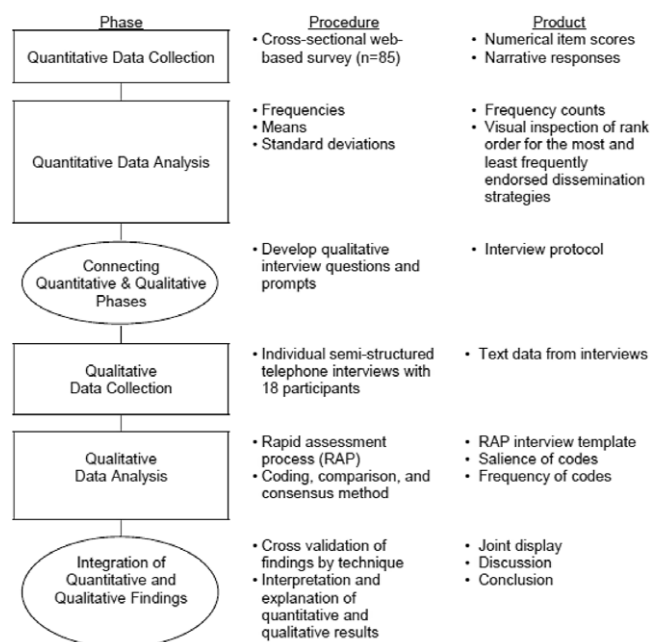 Phase
Procedure
Product
Quantitative Data Collection
• Cross-sectional web-
based survey (n=85)
• Numerical item scores
• Narrative responses
Quantitative Data Analysis
• Frequencies
• Means
• Standard deviations
• Frequency counts
• Visual inspection of rank
order for the most and
least frequently
endorsed dissemination
strategies
Connecting
Quantitative & Qualitative
Phases
• Develop qualitative
interview questions and
prompts
• Interview protocol
Qualitative
Data Collection
• Individual semi-structured
telephone interviews with
18 participants
• Text data from interviews
Qualitative
Data Analysis
• Rapid assessment
process (RAP)
• Coding, comparison, and
consensus method
• RAP interview template
• Salience of codes
• Frequency of codes
Integration of
Quantitative and
Qualitative Findings
• Cross validation of
findings by technique
• Interpretation and
explanation of
quantitative and
qualitative results
• Joint display
• Discussion
• Conclusion